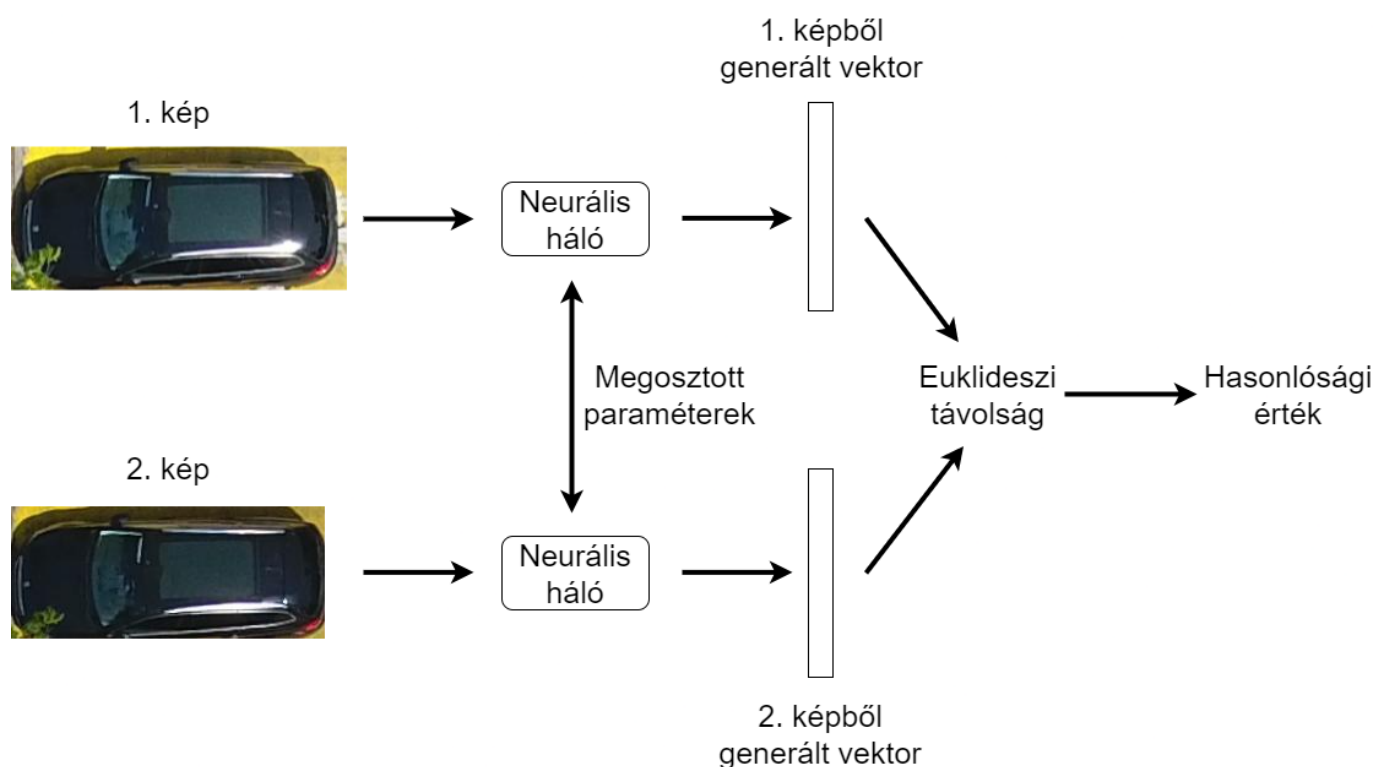 1. képből
generált vektor
1. kép
Neurális
háló
Megosztott
paraméterek
Euklideszi
távolság
Hasonlósági
érték
2. kép
Neurális
háló
2. képből
generált vektor